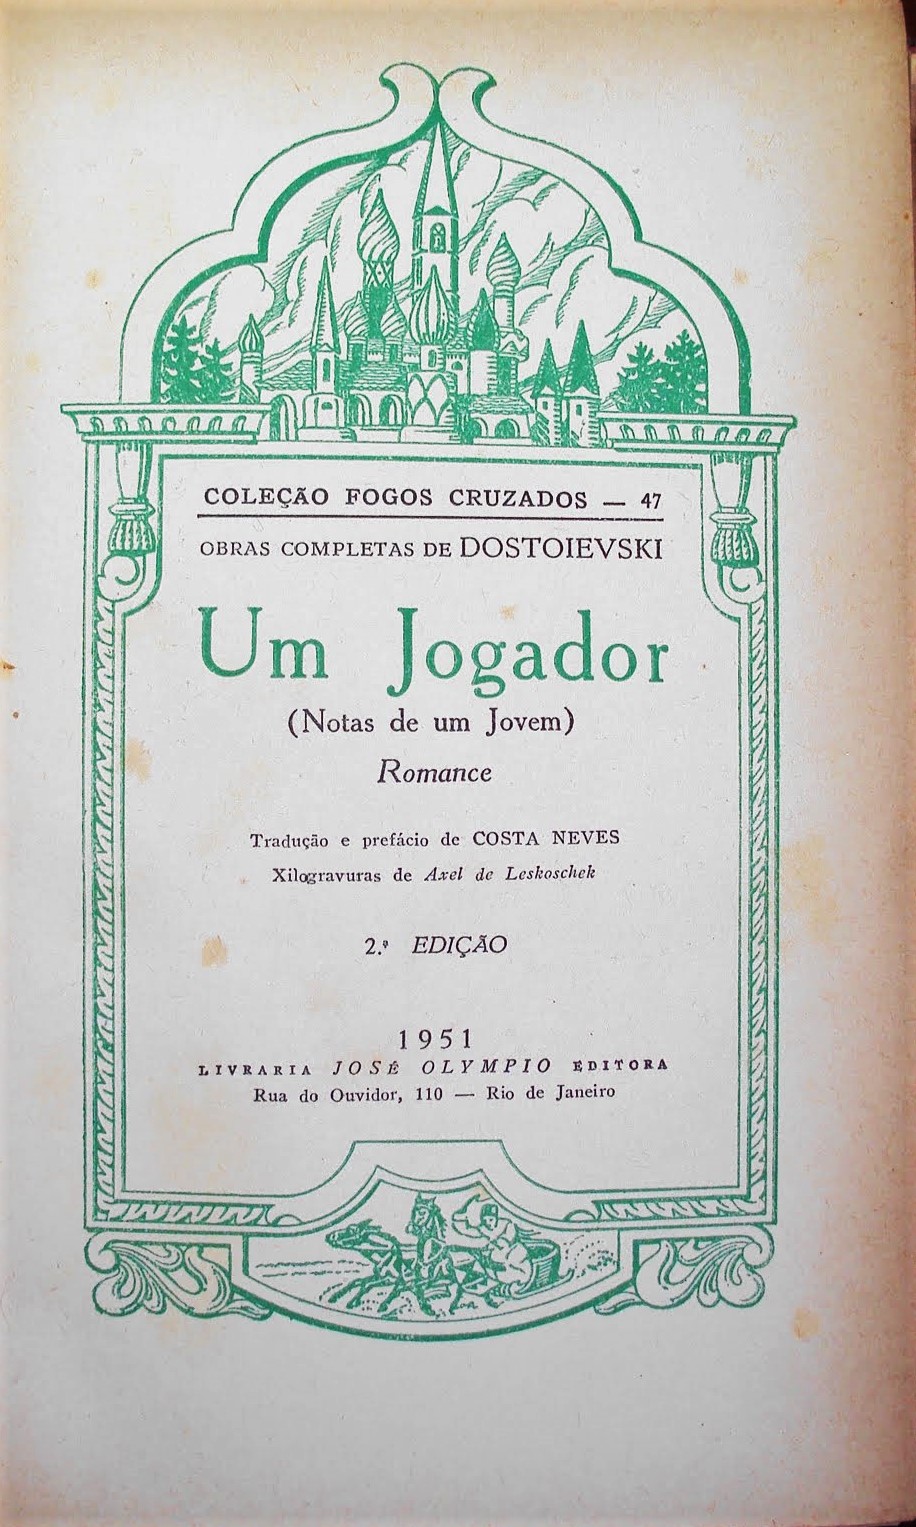 COLEÇÃO FOGOS CRUZADOS — 47
OBRAS COMPLETAS DE DOSTOIEVSKI
Um Jogador
(Notas de um Jovem)
Romance
Tradução e prefácio de COSTA NEVES
Xilogravuras de Axel de Leskoschek
2.ª EDIÇÃO
1951
LIVRARIA JOSÉ OLYMPIO EDITORA
Rua do Ouvidor, 110 — Rio de Janeiro